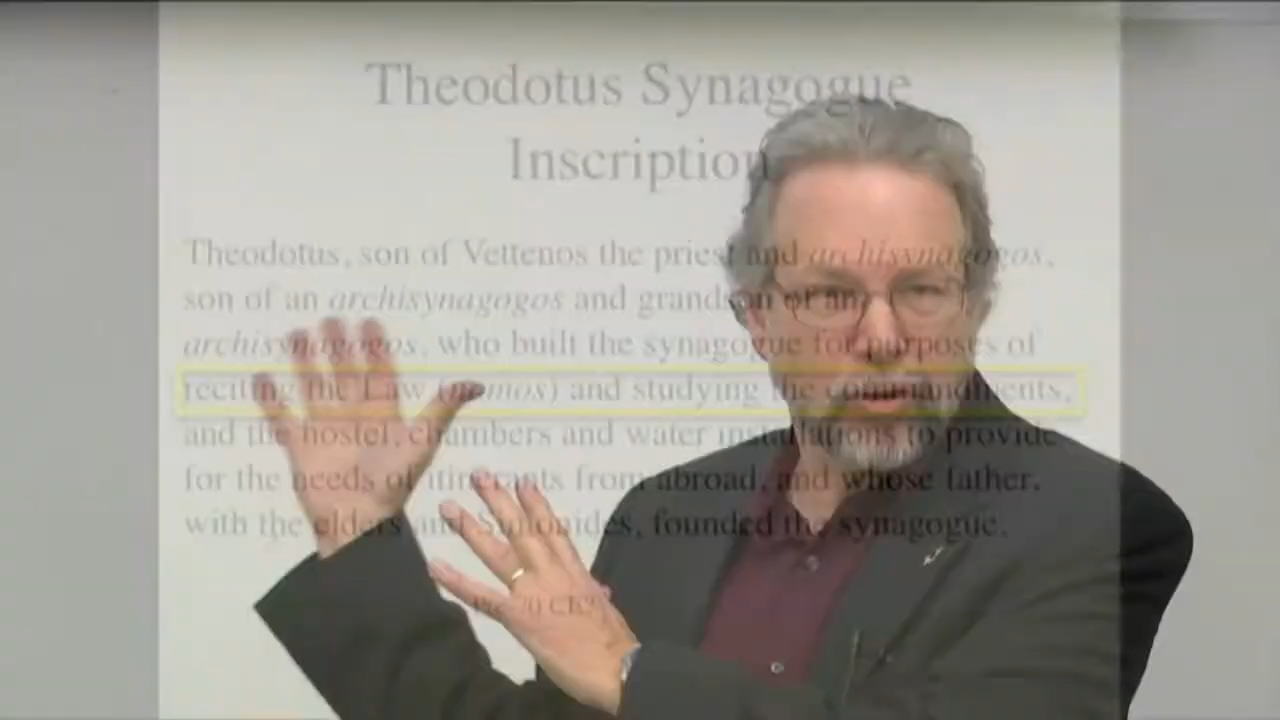 Theodotus Synagogue
Inscription
Theodotus, son of Vettenos the priest and archisynagogos,
son of an archisynagogos and grandson of an
archisynagogos, who built the synagogue for purposes of
reciting the Law (nomos) and studying the commandments,
and the hostel, chambers and water installations to provide
for the needs of itinerants from abroad, and whose father,
with the elders and Simonides, founded the synagogue.
Pre-70 CE?